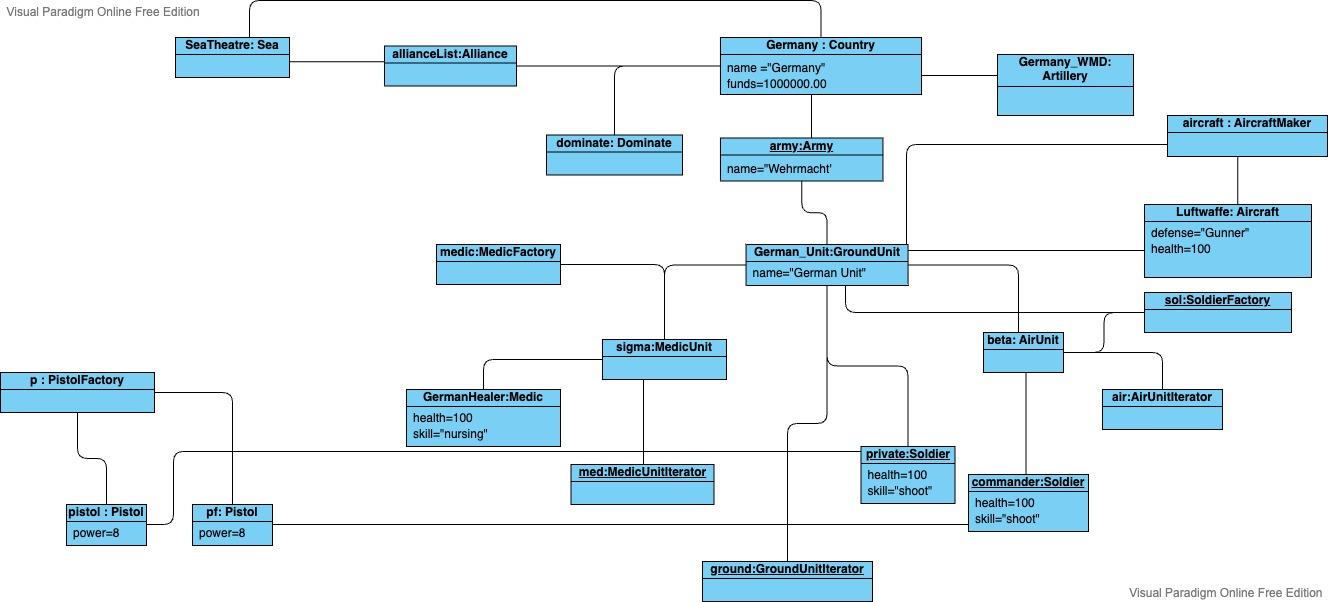 Visual Paradigm Online Free Edition
SeaTheatre: Sea
allianceList:Alliance
Germany : Country
name ="Germany"
funds=1000000.00
Germany_WMD:
Artillery
aircraft : AircraftMaker
dominate: Dominate
army:Army
name="Wehrmacht'
Luftwaffe: Aircraft
defense="Gunner"
health=100
medic:MedicFactory
German_Unit:GroundUnit
name="German Unit"
sol:SoldierFactory
sigma:MedicUnit
beta: AirUnit
p : PistolFactory
GermanHealer:Medic
health=100
skill="nursing"
air:AirUnitIterator
med:MedicUnitIterator
private:Soldier
health=100
skill="shoot"
commander:Soldier
health=100
skill="shoot"
pistol : Pistol
power=8
pf: Pistol
power=8
ground:GroundUnitIterator
Visual Paradigm Online Free Edition